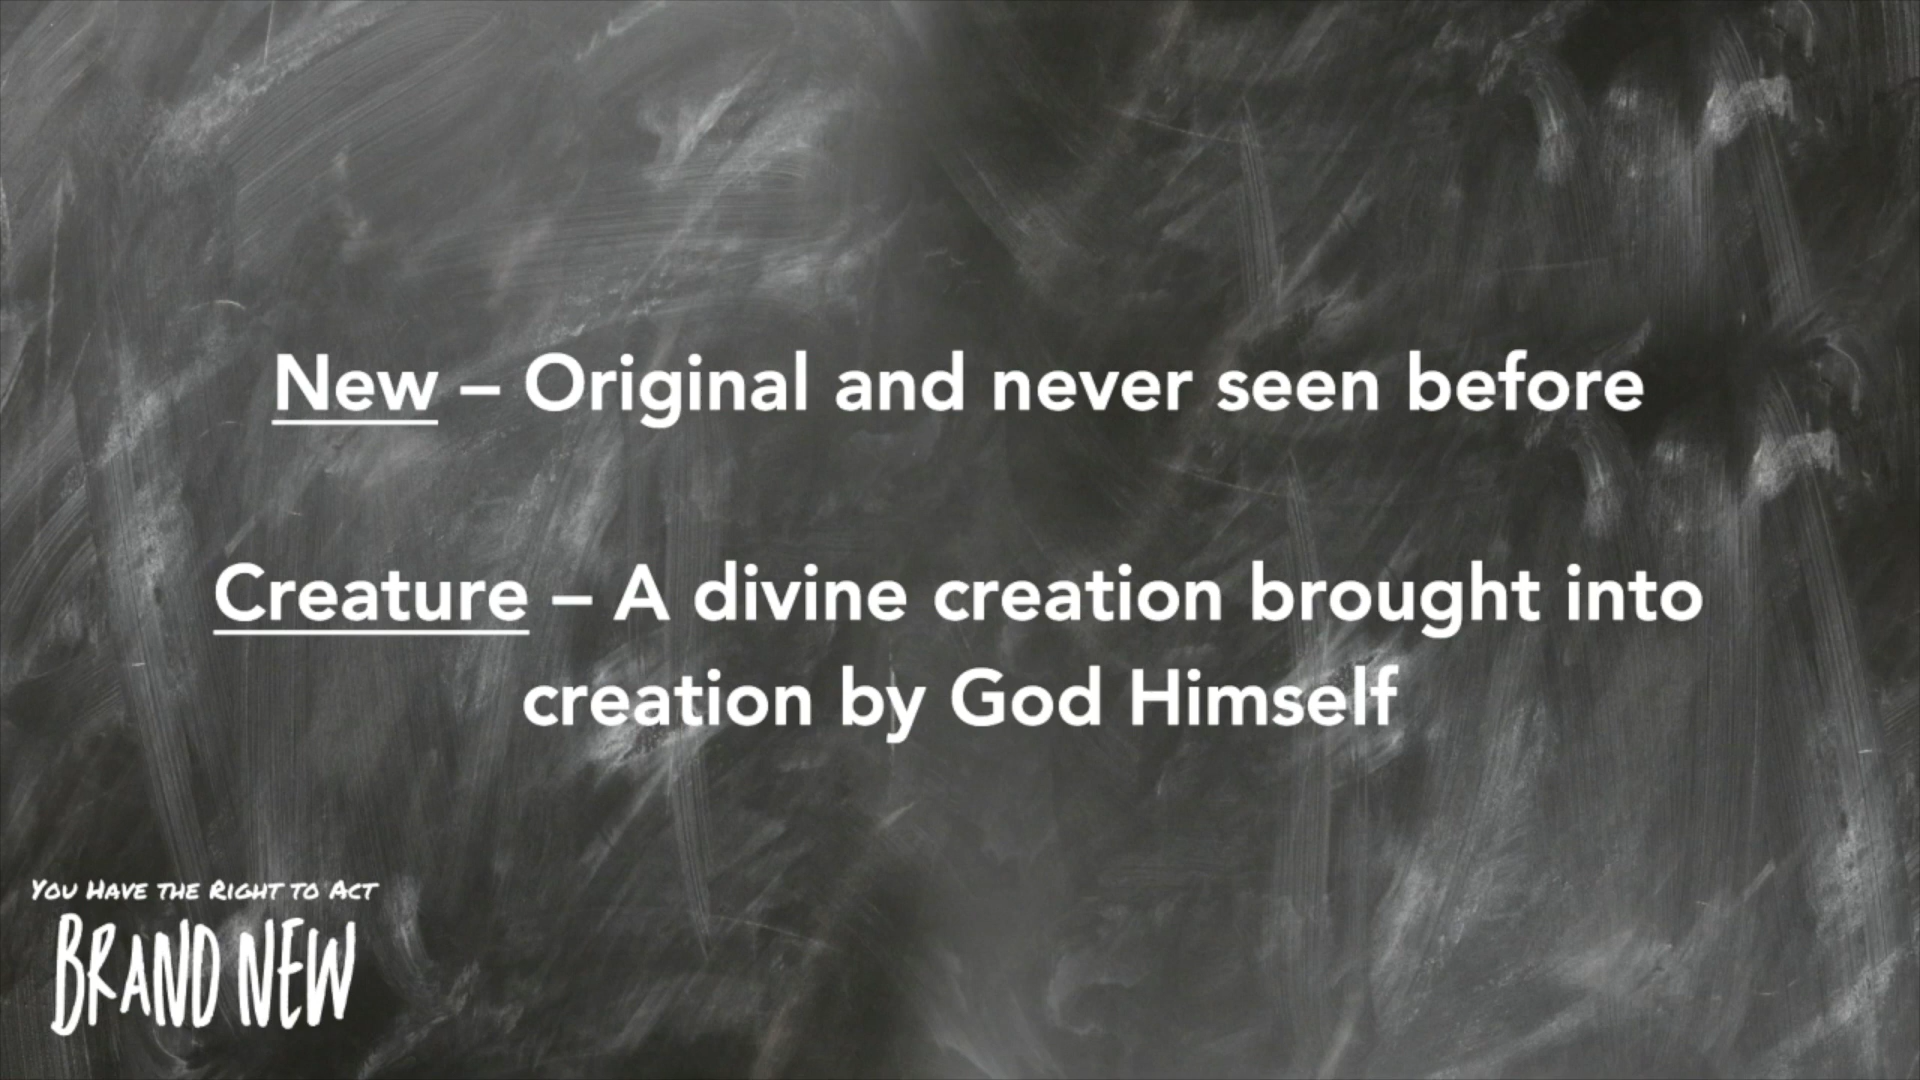 New – Original and never seen before
Creature – A divine creation brought into
creation by God Himself
You Have the Right to Act
BRAND NEW